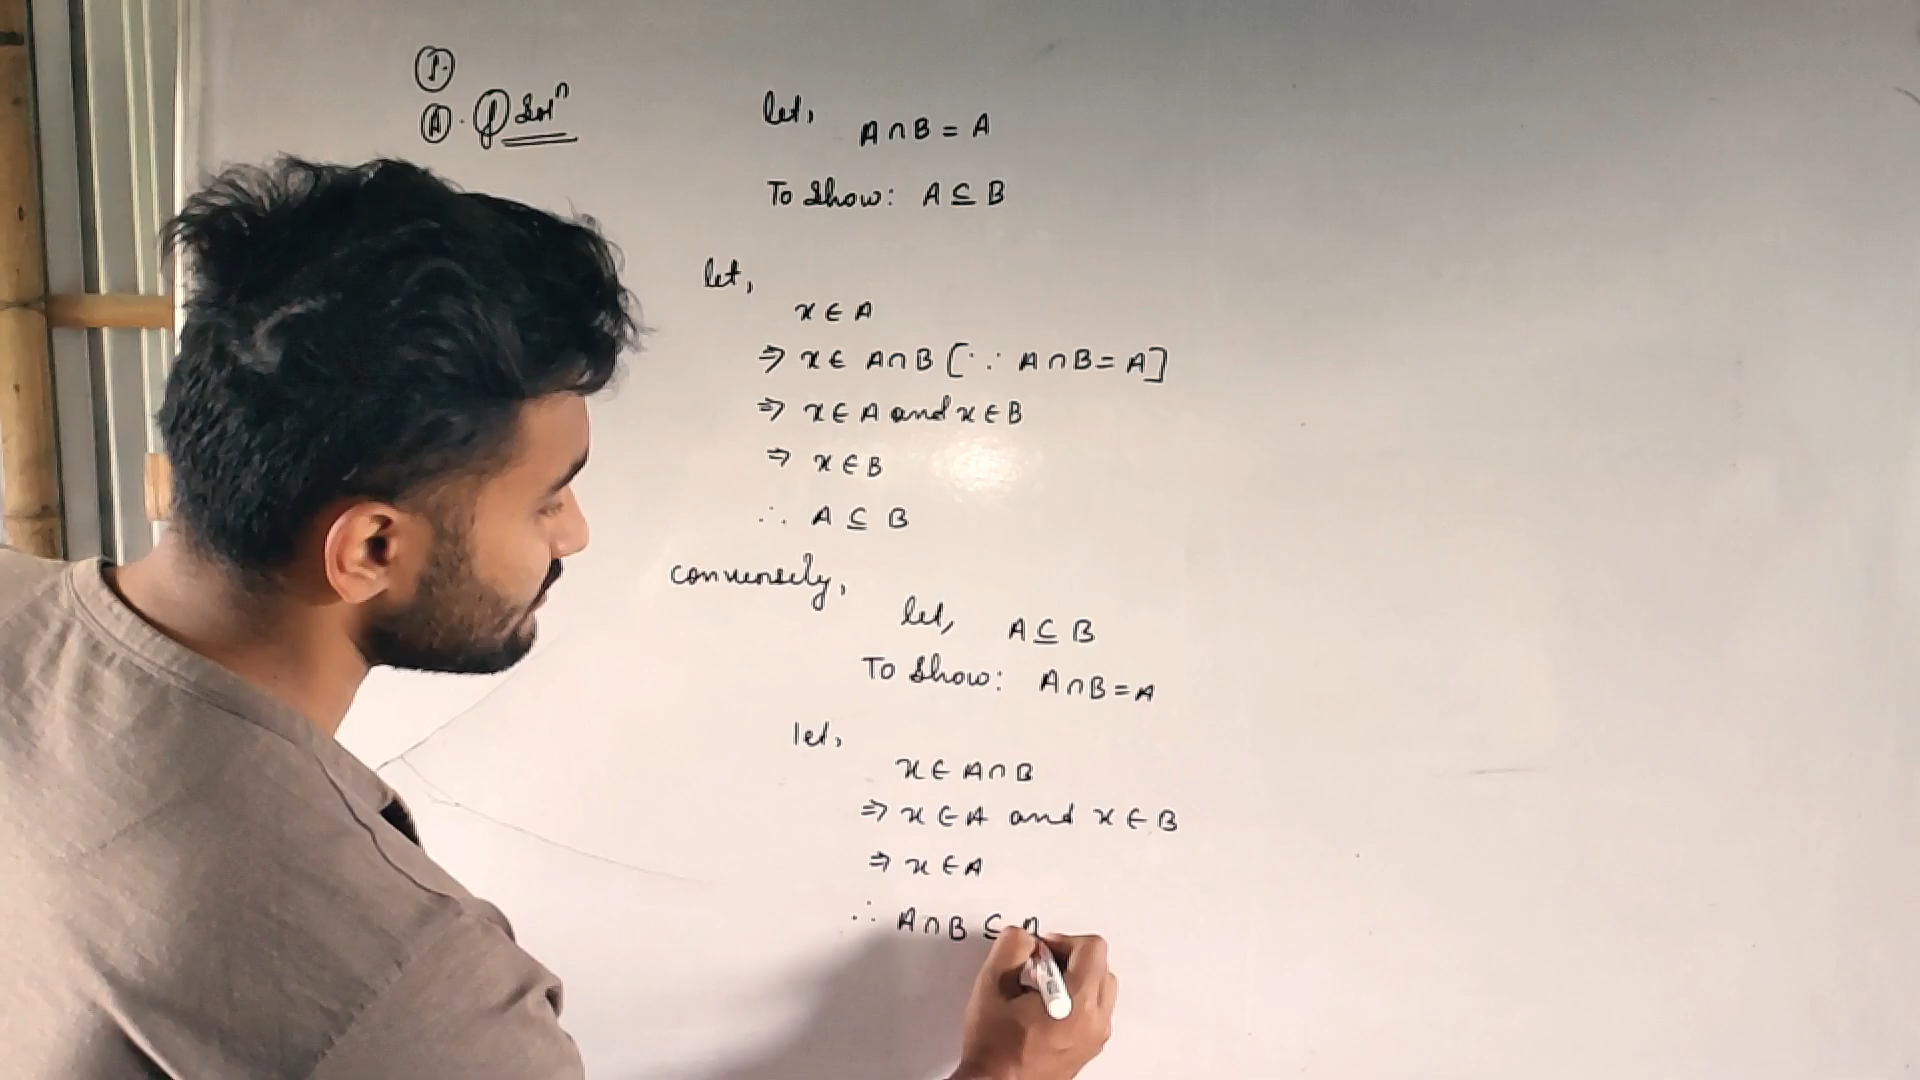 ①
Ⓐ. ⓕ Solⁿ
let, A∩B = A
To Show: A ⊆ B
let,
x ∈ A
⇒ x ∈ A∩B [∵ A∩B = A]
⇒ x ∈ A and x ∈ B
⇒ x ∈ B
∴ A ⊆ B
conversely,
let, A ⊆ B
To Show: A∩B = A
let,
x ∈ A∩B
⇒ x ∈ A and x ∈ B
⇒ x ∈ A
∴ A∩B ⊆ A